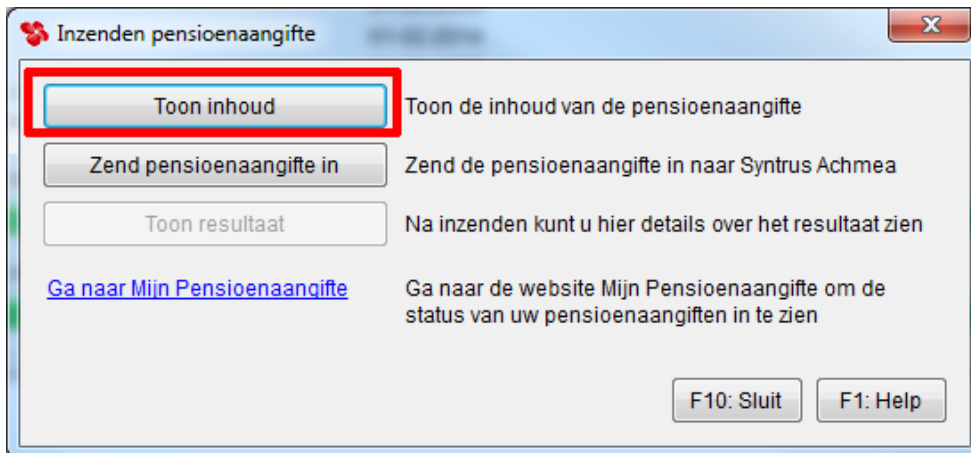 Inzenden pensioenaangifte
Toon inhoud
Toon de inhoud van de pensioenaangifte
Zend pensioenaangifte in
Zend de pensioenaangifte in naar Syntrus Achmea
Toon resultaat
Na inzenden kunt u hier details over het resultaat zien
Ga naar Mijn Pensioenaangifte
Ga naar de website Mijn Pensioenaangifte om de
status van uw pensioenaangiften in te zien
F10: Sluit
F1: Help